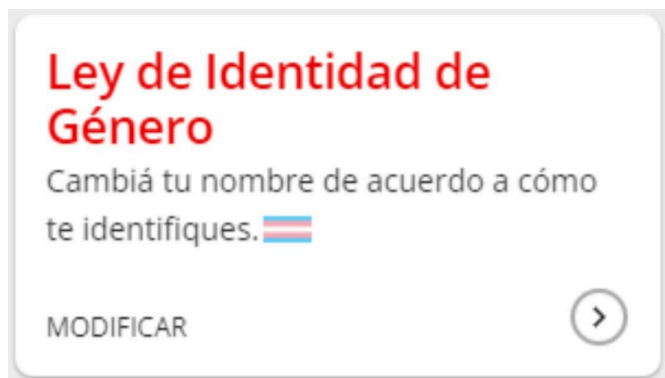 Ley de Identidad de
Género
Cambiá tu nombre de acuerdo a cómo
te identifiques.
MODIFICAR